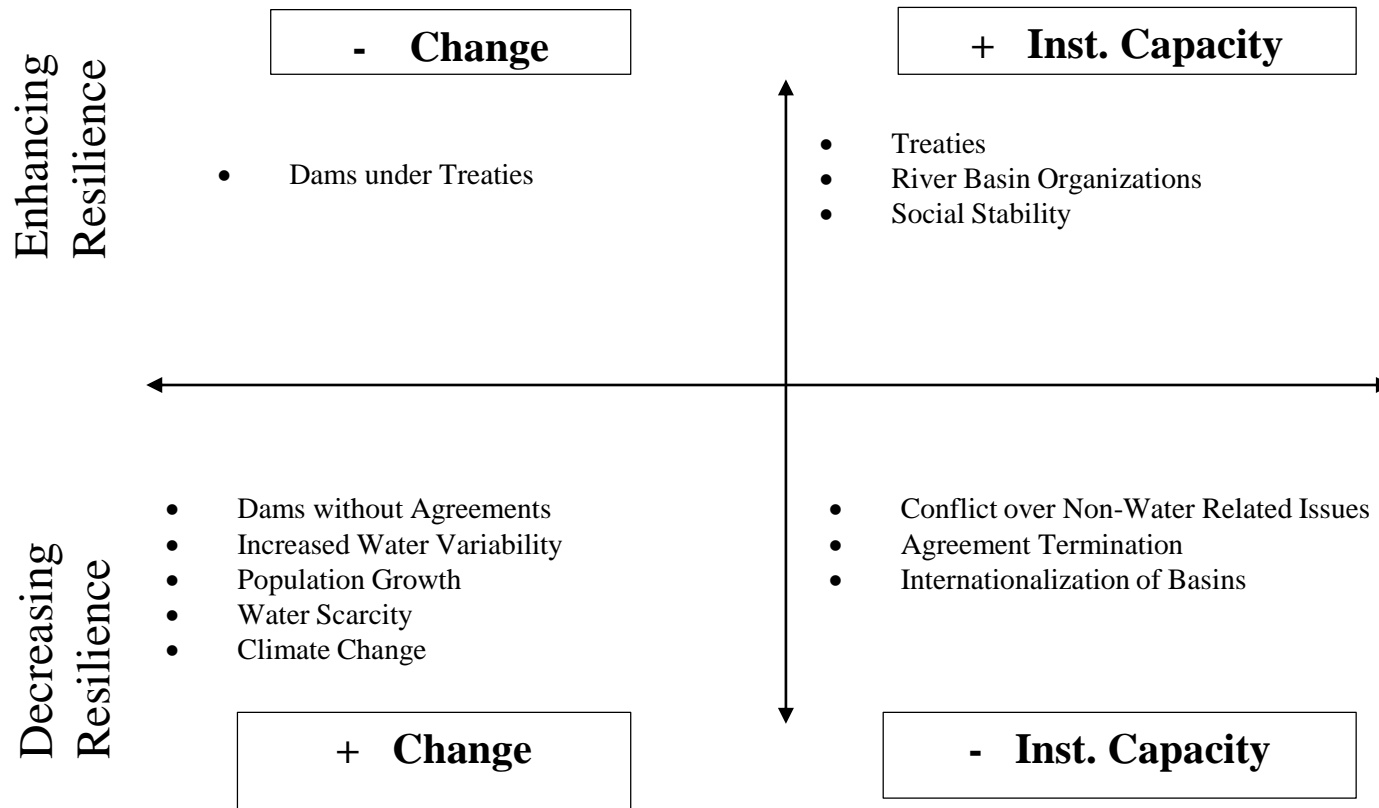 Enhancing
Resilience
- Change
• Dams under Treaties
+ Inst. Capacity
• Treaties
• River Basin Organizations
• Social Stability
Decreasing
Resilience
• Dams without Agreements
• Increased Water Variability
• Population Growth
• Water Scarcity
• Climate Change
+ Change
• Conflict over Non-Water Related Issues
• Agreement Termination
• Internationalization of Basins
- Inst. Capacity